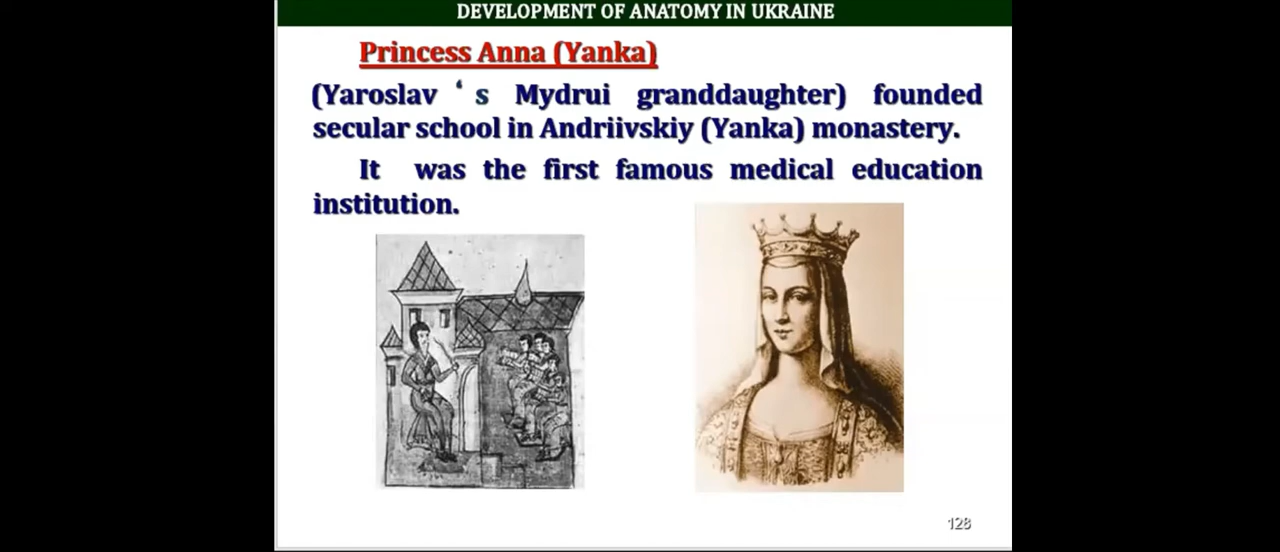 DEVELOPMENT OF ANATOMY IN UKRAINE
Princess Anna (Yanka)
(Yaroslav ‘ s Mydrui granddaughter) founded
secular school in Andriivskiy (Yanka) monastery.
It was the first famous medical education
institution.
128